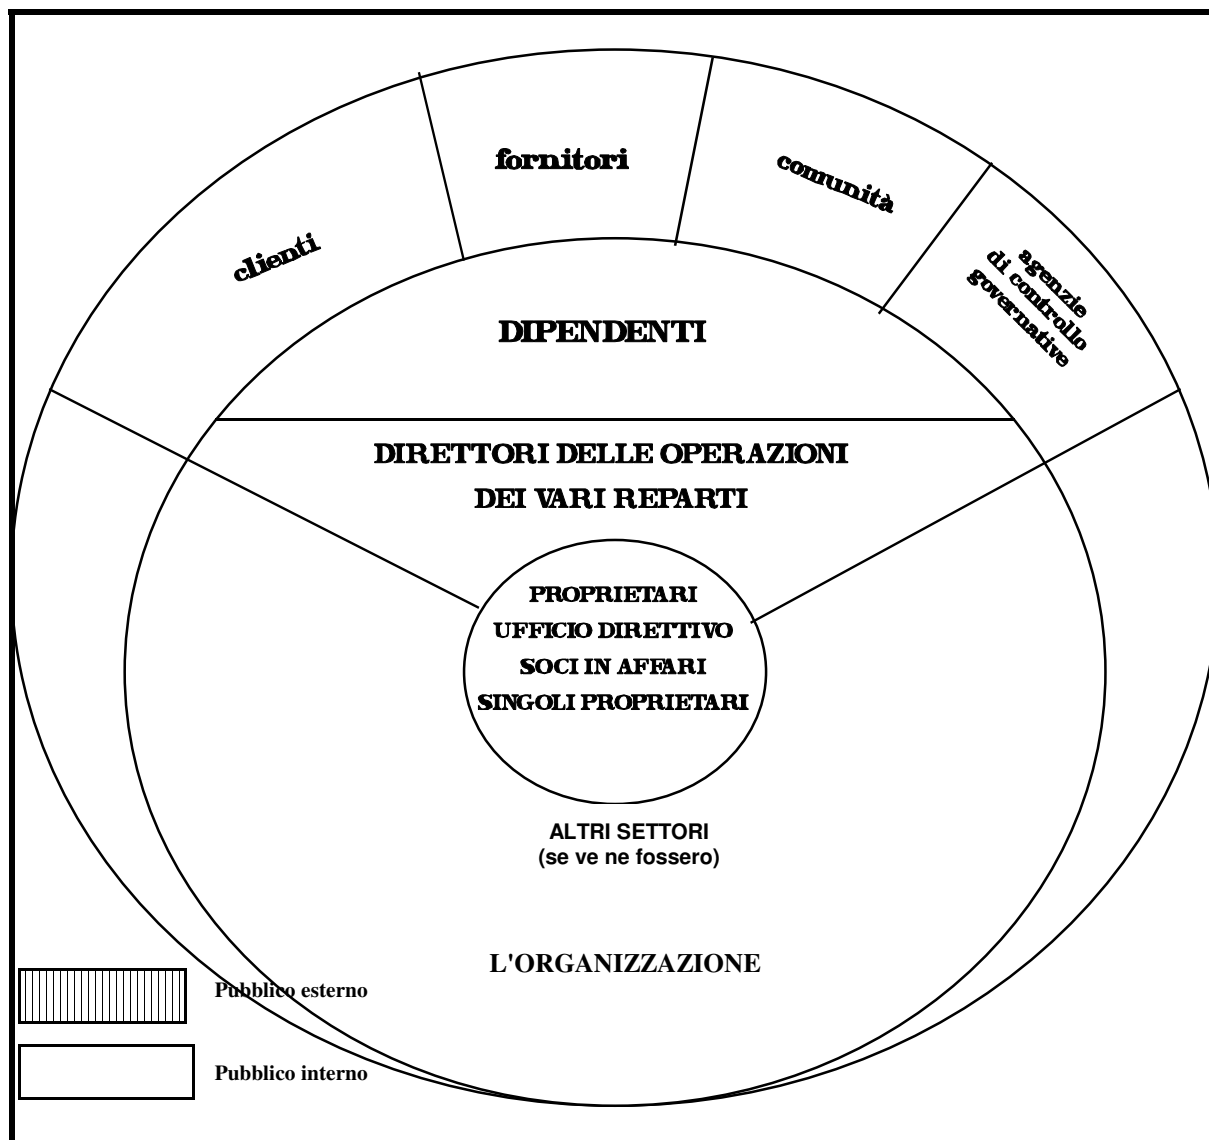 fornitori
comunità
clienti
agenzie
di controllo
governative
DIPENDENTI
DIRETTORI DELLE OPERAZIONI
DEI VARI REPARTI
PROPRIETARI
UFFICIO DIRETTIVO
SOCI IN AFFARI
SINGOLI PROPRIETARI
ALTRI SETTORI
(se ve ne fossero)
L'ORGANIZZAZIONE
Pubblico esterno
Pubblico interno